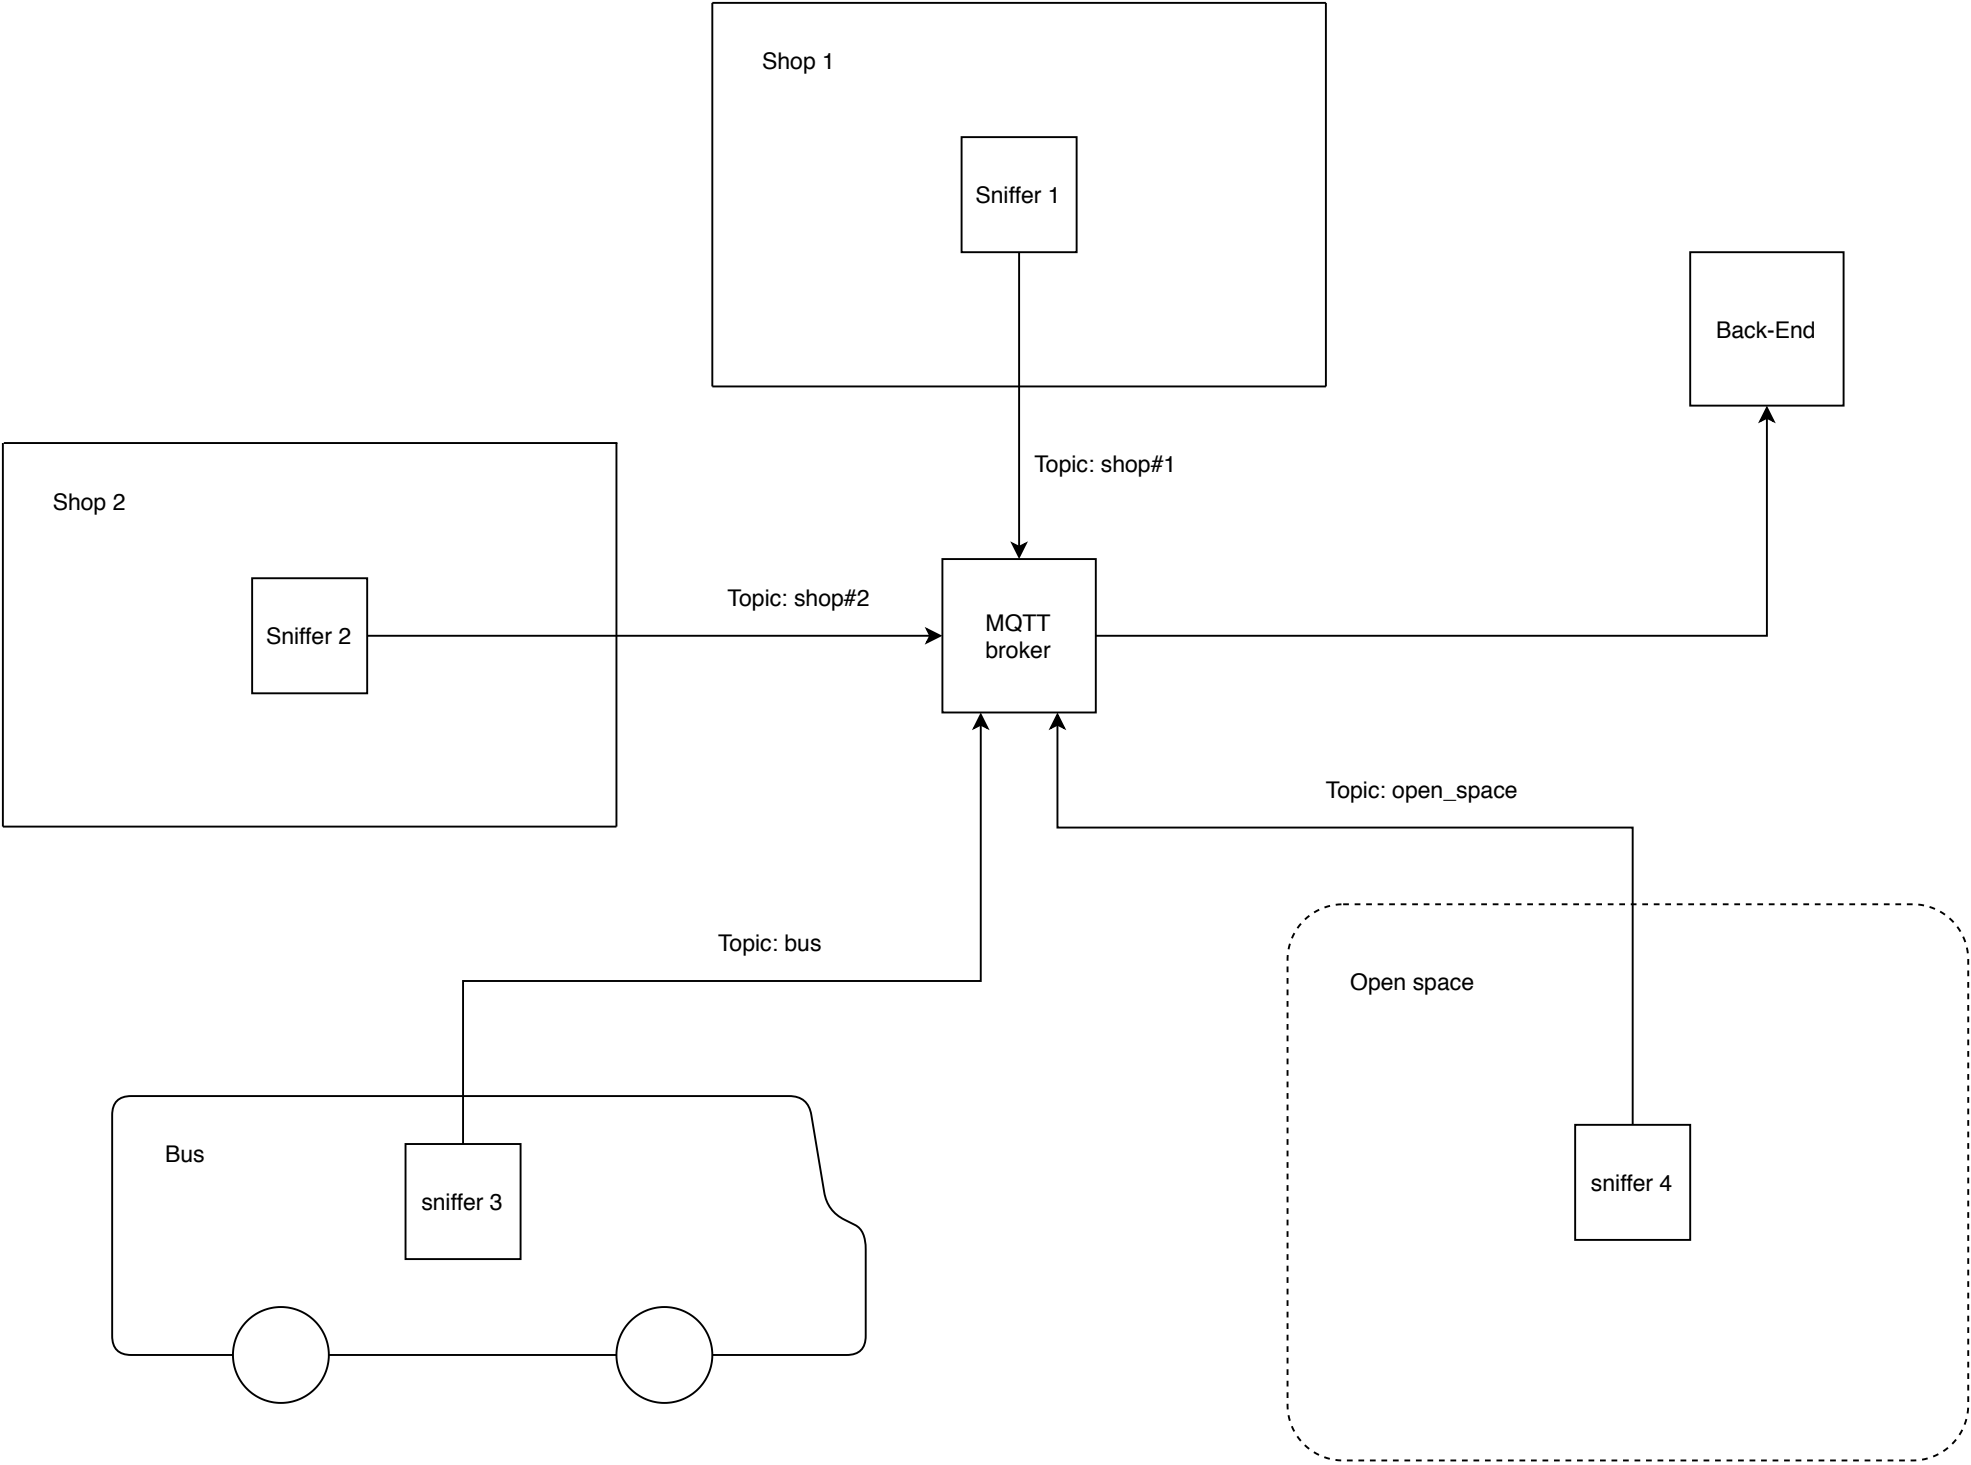 Shop 1
Sniffer 1
Back-End
Topic: shop#1
Shop 2
Topic: shop#2
Sniffer 2
MQTT
broker
Topic: open_space
Topic: bus
Open space
Bus
sniffer 3
sniffer 4